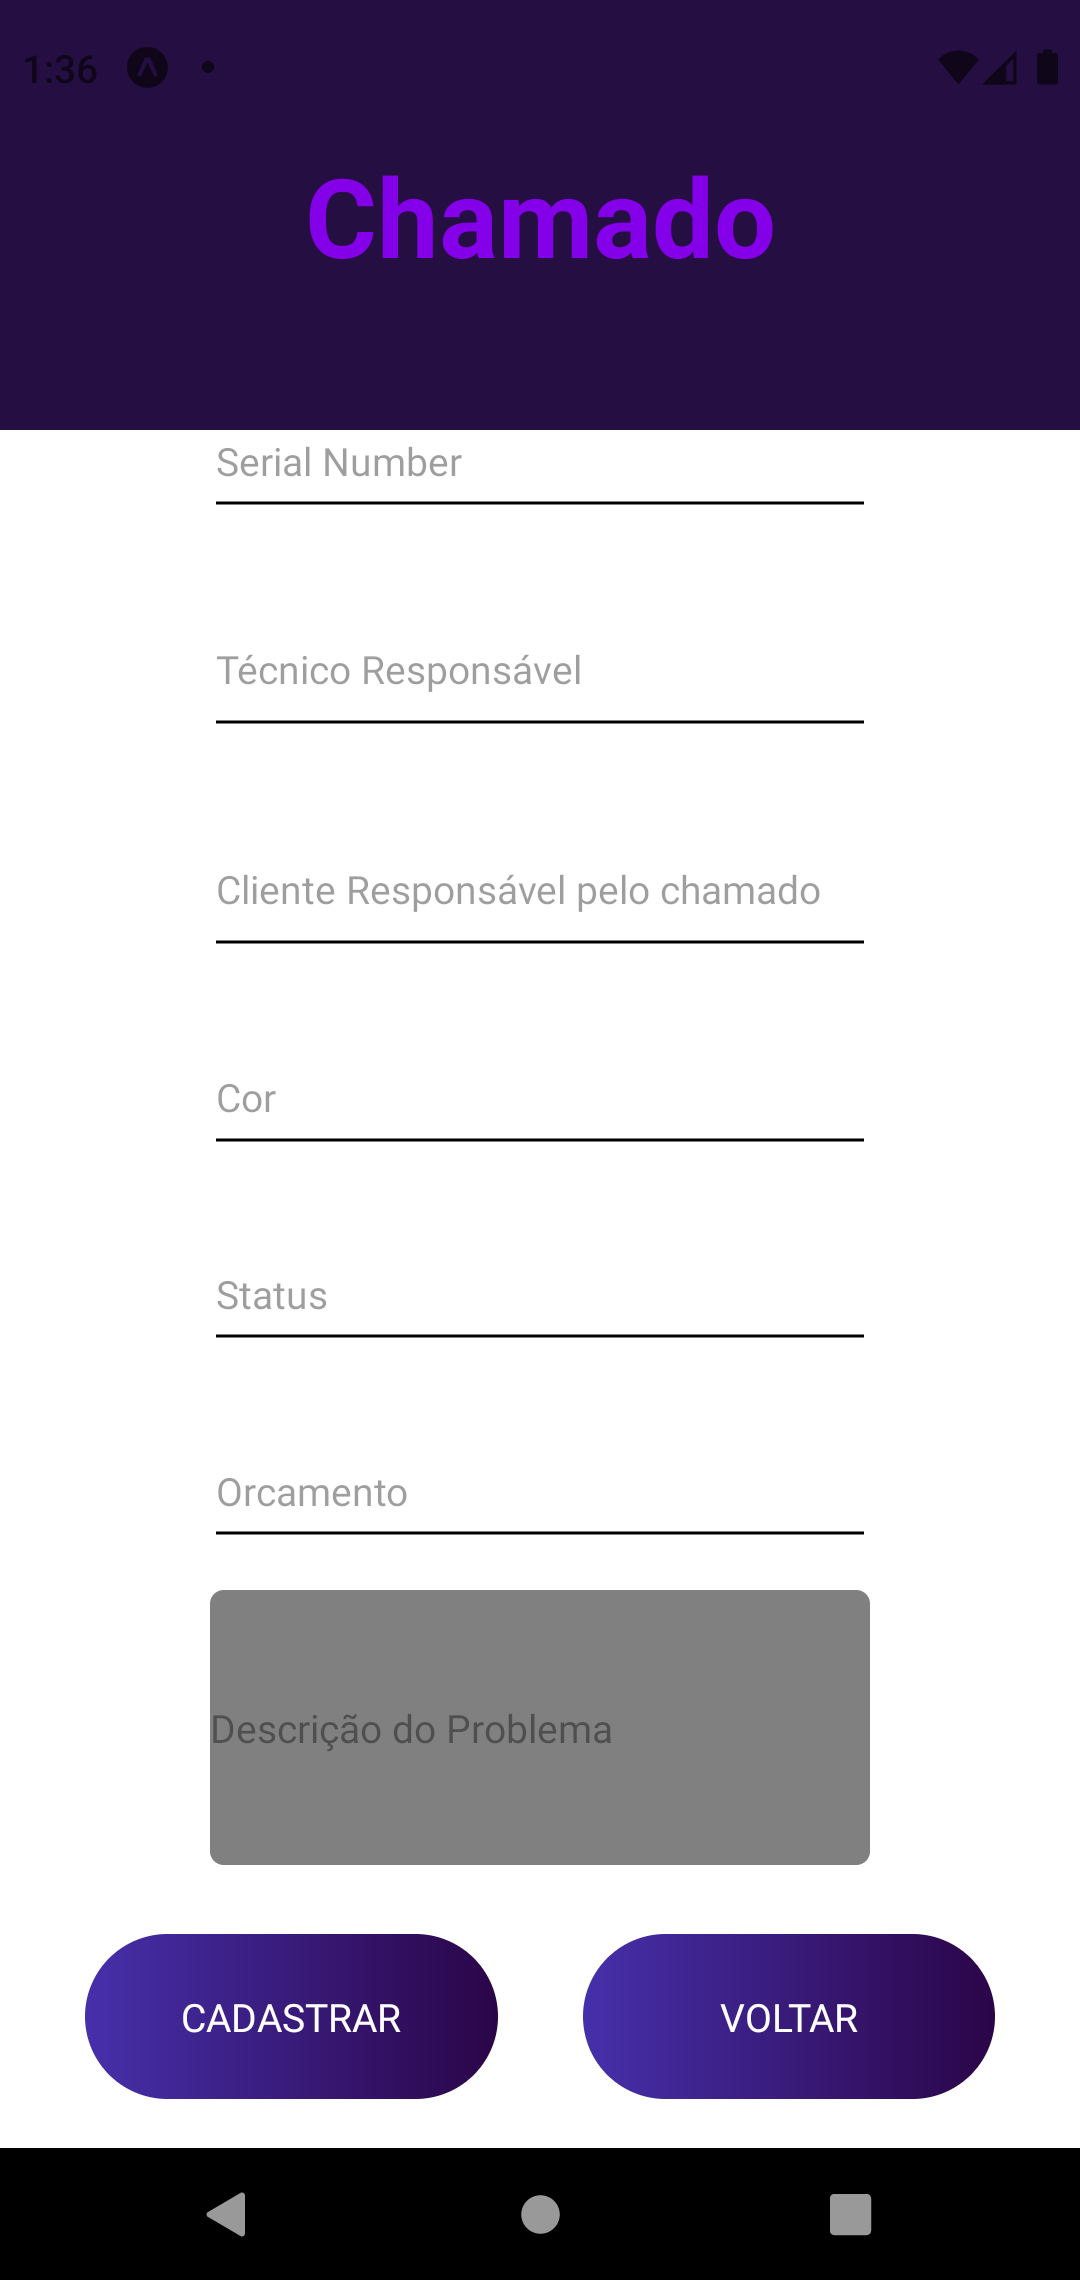 1:36
Chamado
Serial Number
Técnico Responsável
Cliente Responsável pelo chamado
Cor
Status
Orcamento
Descrição do Problema
CADASTRAR
VOLTAR